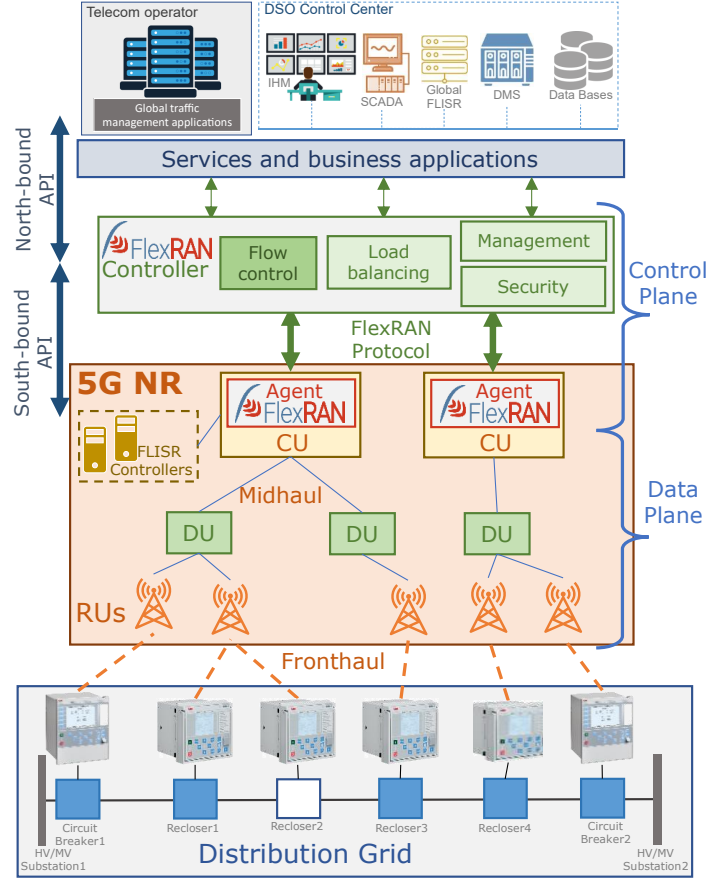 Telecom operator
Global traffic
management applications
DSO Control Center
IHM
SCADA
Global
FLISR
DMS
Data Bases
North-bound
API
South-bound
API
Services and business applications
FlexRAN
Controller
Flow
control
Load
balancing
Management
Security
Control
Plane
FlexRAN
Protocol
5G NR
Agent
FlexRAN
CU
Agent
FlexRAN
CU
FLISR
Controllers
Midhaul
Data
Plane
DU
DU
DU
RUs
Fronthaul
Circuit
Breaker1
Recloser1
Recloser2
Recloser3
Recloser4
Circuit
Breaker2
HV/MV
Substation1
HV/MV
Substation2
Distribution Grid